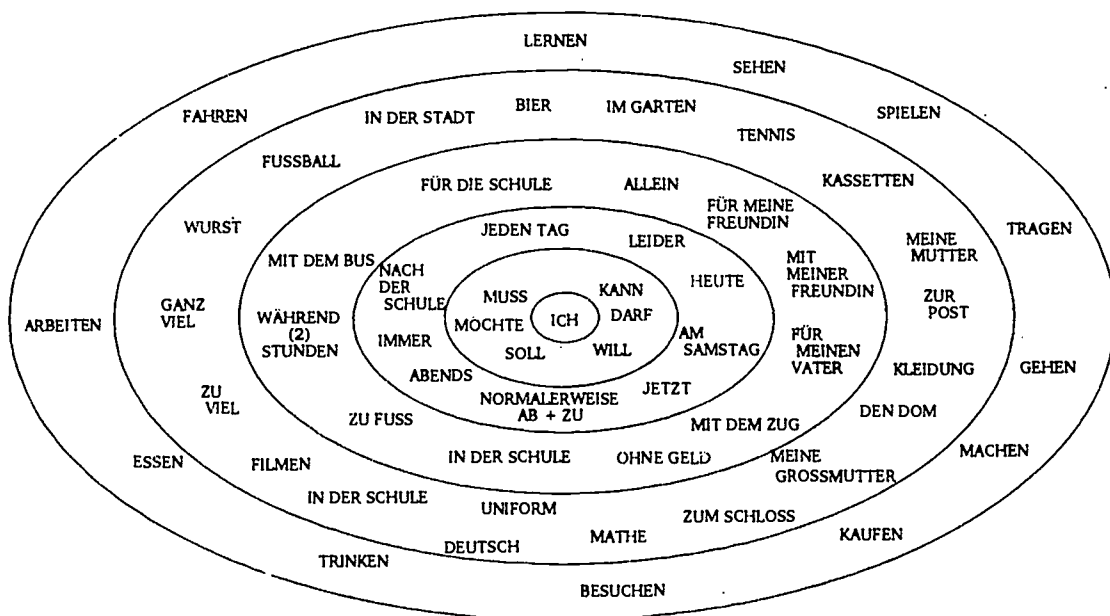 LERNEN
SEHEN
FAHREN
SPIELEN
IN DER STADT
BIER
IM GARTEN
TENNIS
FUSSBALL
KASSETTEN
FÜR DIE SCHULE
ALLEIN
FÜR MEINE
FREUNDIN
WURST
JEDEN TAG
LEIDER
TRAGEN
MEINE
MUTTER
MIT DEM BUS
NACH
DER
SCHULE
HEUTE
MIT
MEINER
FREUNDIN
MUSS
KANN
ZUR
POST
GANZ
VIEL
WÄHREND
(2)
STUNDEN
MÖCHTE
ICH
DARF
ARBEITEN
IMMER
SOLL
WILL
AM
SAMSTAG
FÜR
MEINEN
VATER
GEHEN
KLEIDUNG
ABENDS
NORMALERWEISE
AB + ZU
JETZT
ZU
VIEL
ZU FUSS
MIT DEM ZUG
DEN DOM
MACHEN
ESSEN
FILMEN
IN DER SCHULE
OHNE GELD
MEINE
GROSSMUTTER
IN DER SCHULE
UNIFORM
ZUM SCHLOSS
KAUFEN
DEUTSCH
MATHE
TRINKEN
BESUCHEN